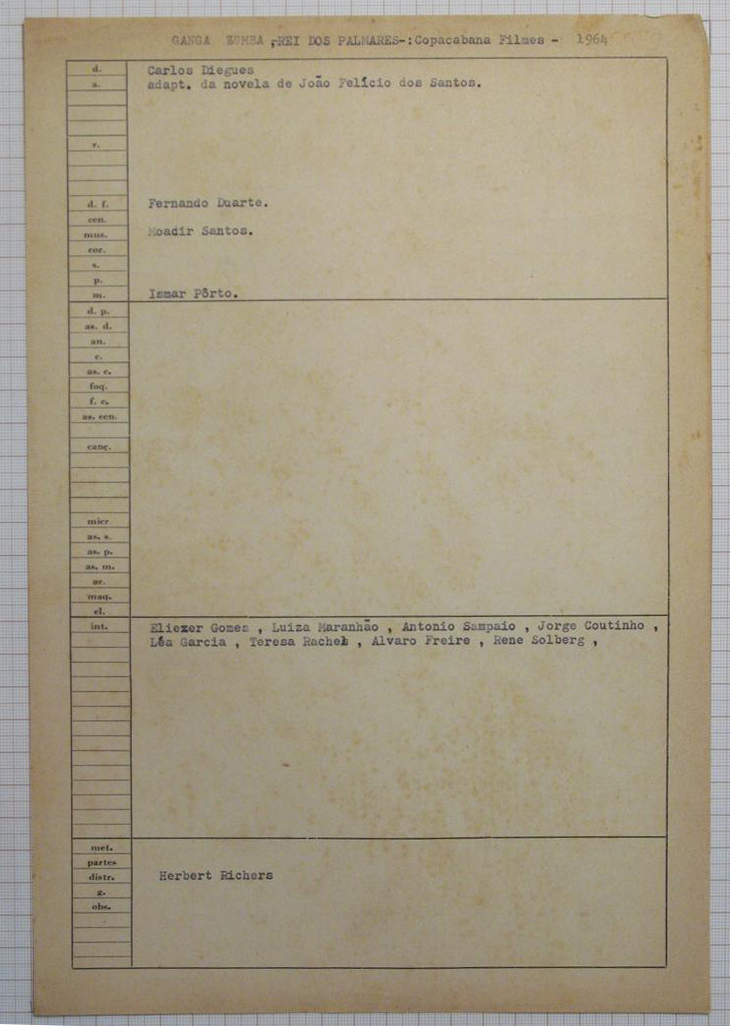 GANGA ZUMBA ,REI DOS PALMARES-:Copacabana Filmes - 1964
d. Carlos Diegues
a. adapt. da novela de João Felício dos Santos.
r.
d. f. Fernando Duarte.
cen.
mus. Moadir Santos.
cor.
s.
p.
m. Ismar Pôrto.
d. p.
as. d.
an.
c.
as. c.
foq.
f. c.
as. cen.
canç.
micr
as. s.
as. p.
as. m.
ac.
maq.
el.
int. Eliezer Gomes , Luiza Maranhão , Antonio Sampaio , Jorge Coutinho ,
Léa Garcia , Teresa Rachel , Alvaro Freire , Rene Solberg ,
met.
partes
distr. Herbert Richers
g.
obs.